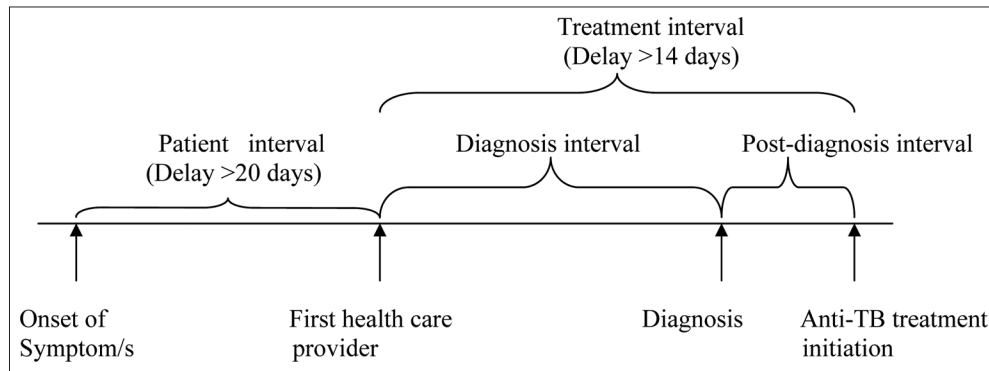 Treatment interval
(Delay >14 days)
Patient interval
(Delay >20 days)
Diagnosis interval
Post-diagnosis interval
Onset of
Symptom/s
First health care
provider
Diagnosis
Anti-TB treatment
initiation